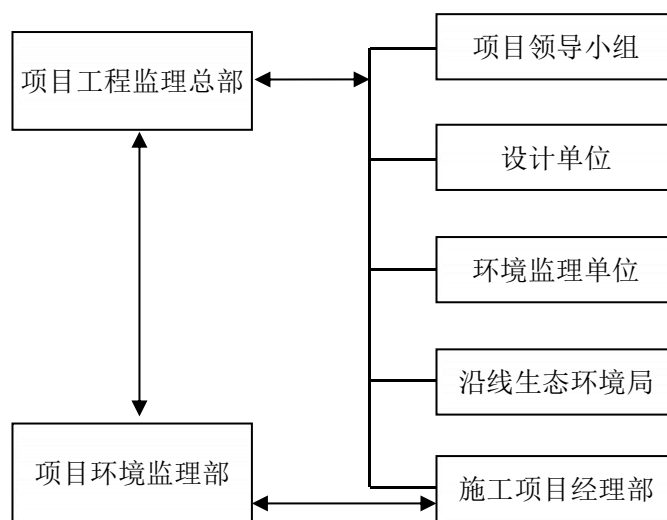 项目领导小组
项目工程监理总部
设计单位
环境监理单位
沿线生态环境局
项目环境监理部
施工项目经理部